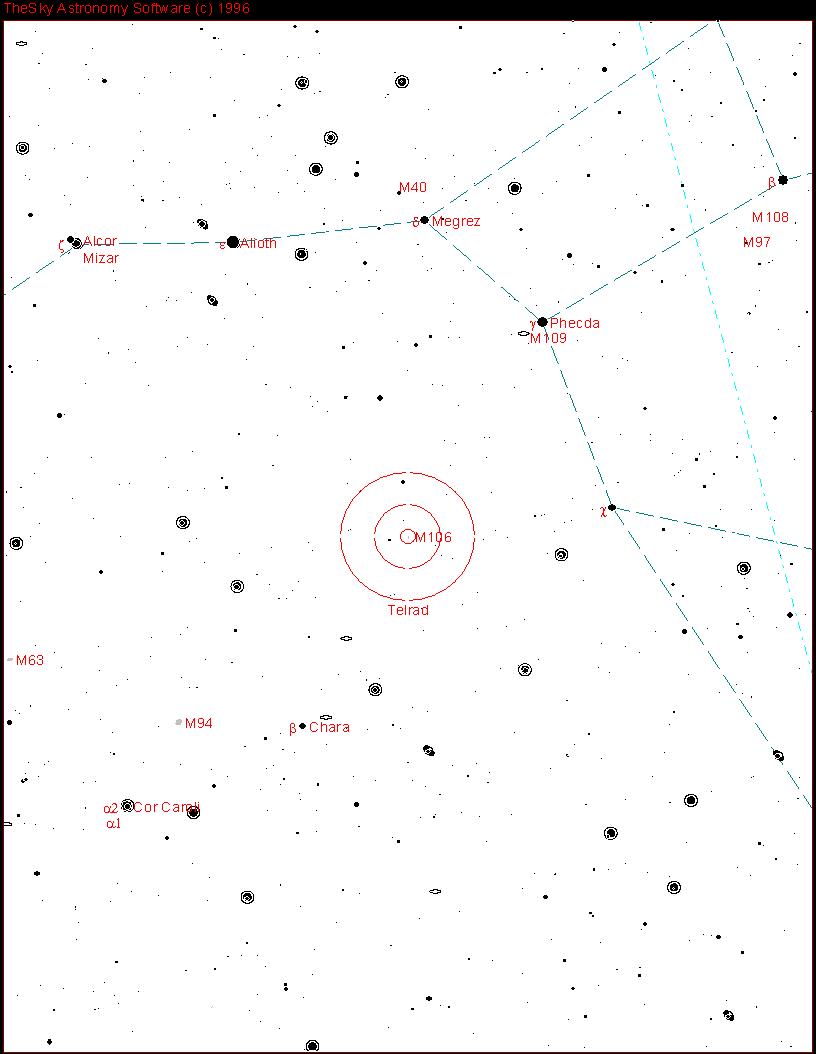 TheSky Astronomy Software (c) 1996
M40
β
δ Megrez
M108
ζ Alcor
ε Alioth
M97
Mizar
γ Phecda
M109
χ
M106
Telrad
M63
M94
β Chara
α2 Cor Caroli
α1